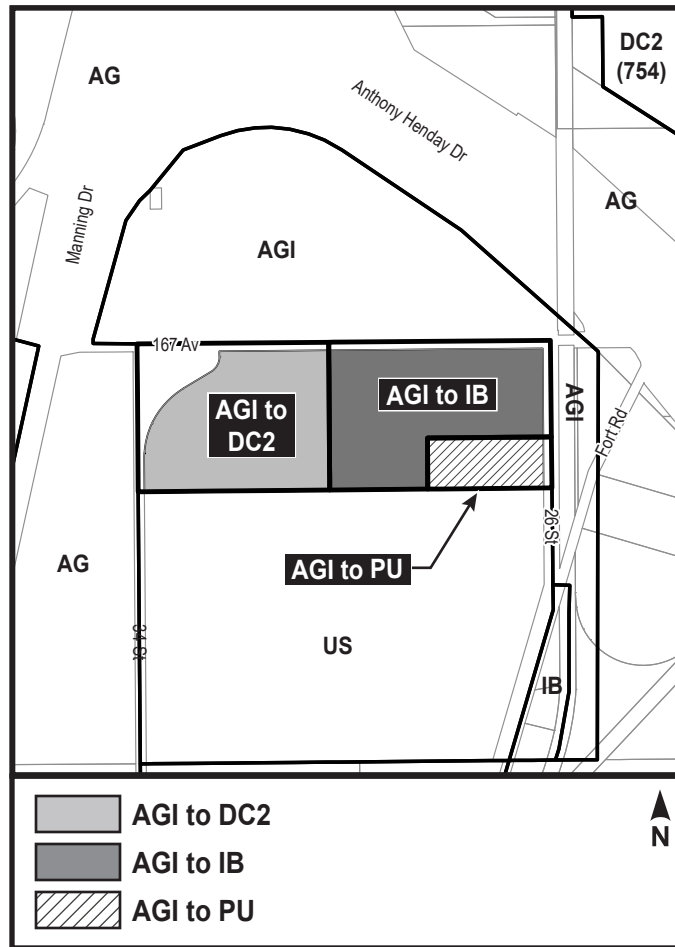 DC2
(754)
AG
Anthony Henday Dr
AG
Manning Dr
AGI
167 Av
AGI to
DC2
AGI to IB
AGI
Fort Rd
26 St
AGI to PU
AG
34 St
US
IB
AGI to DC2
AGI to IB
AGI to PU
N